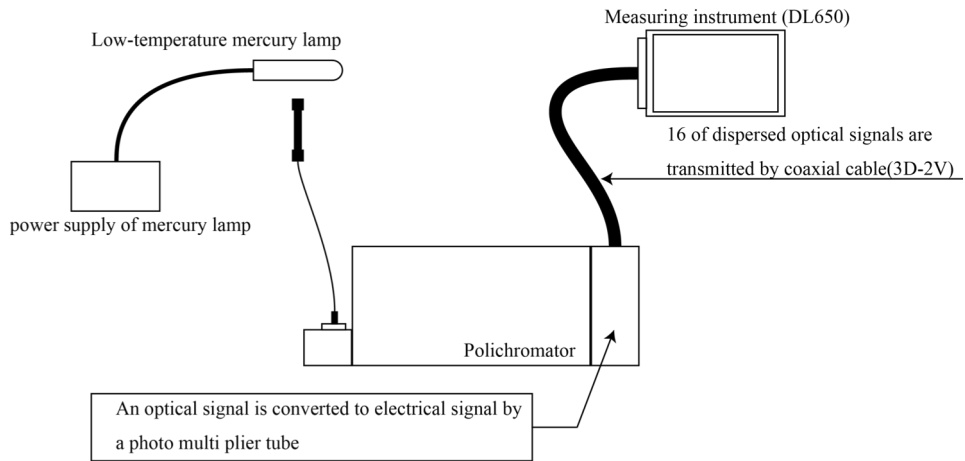 Measuring instrument (DL650)
Low-temperature mercury lamp
16 of dispersed optical signals are
transmitted by coaxial cable(3D-2V)
power supply of mercury lamp
Polichromator
An optical signal is converted to electrical signal by
a photo multi plier tube